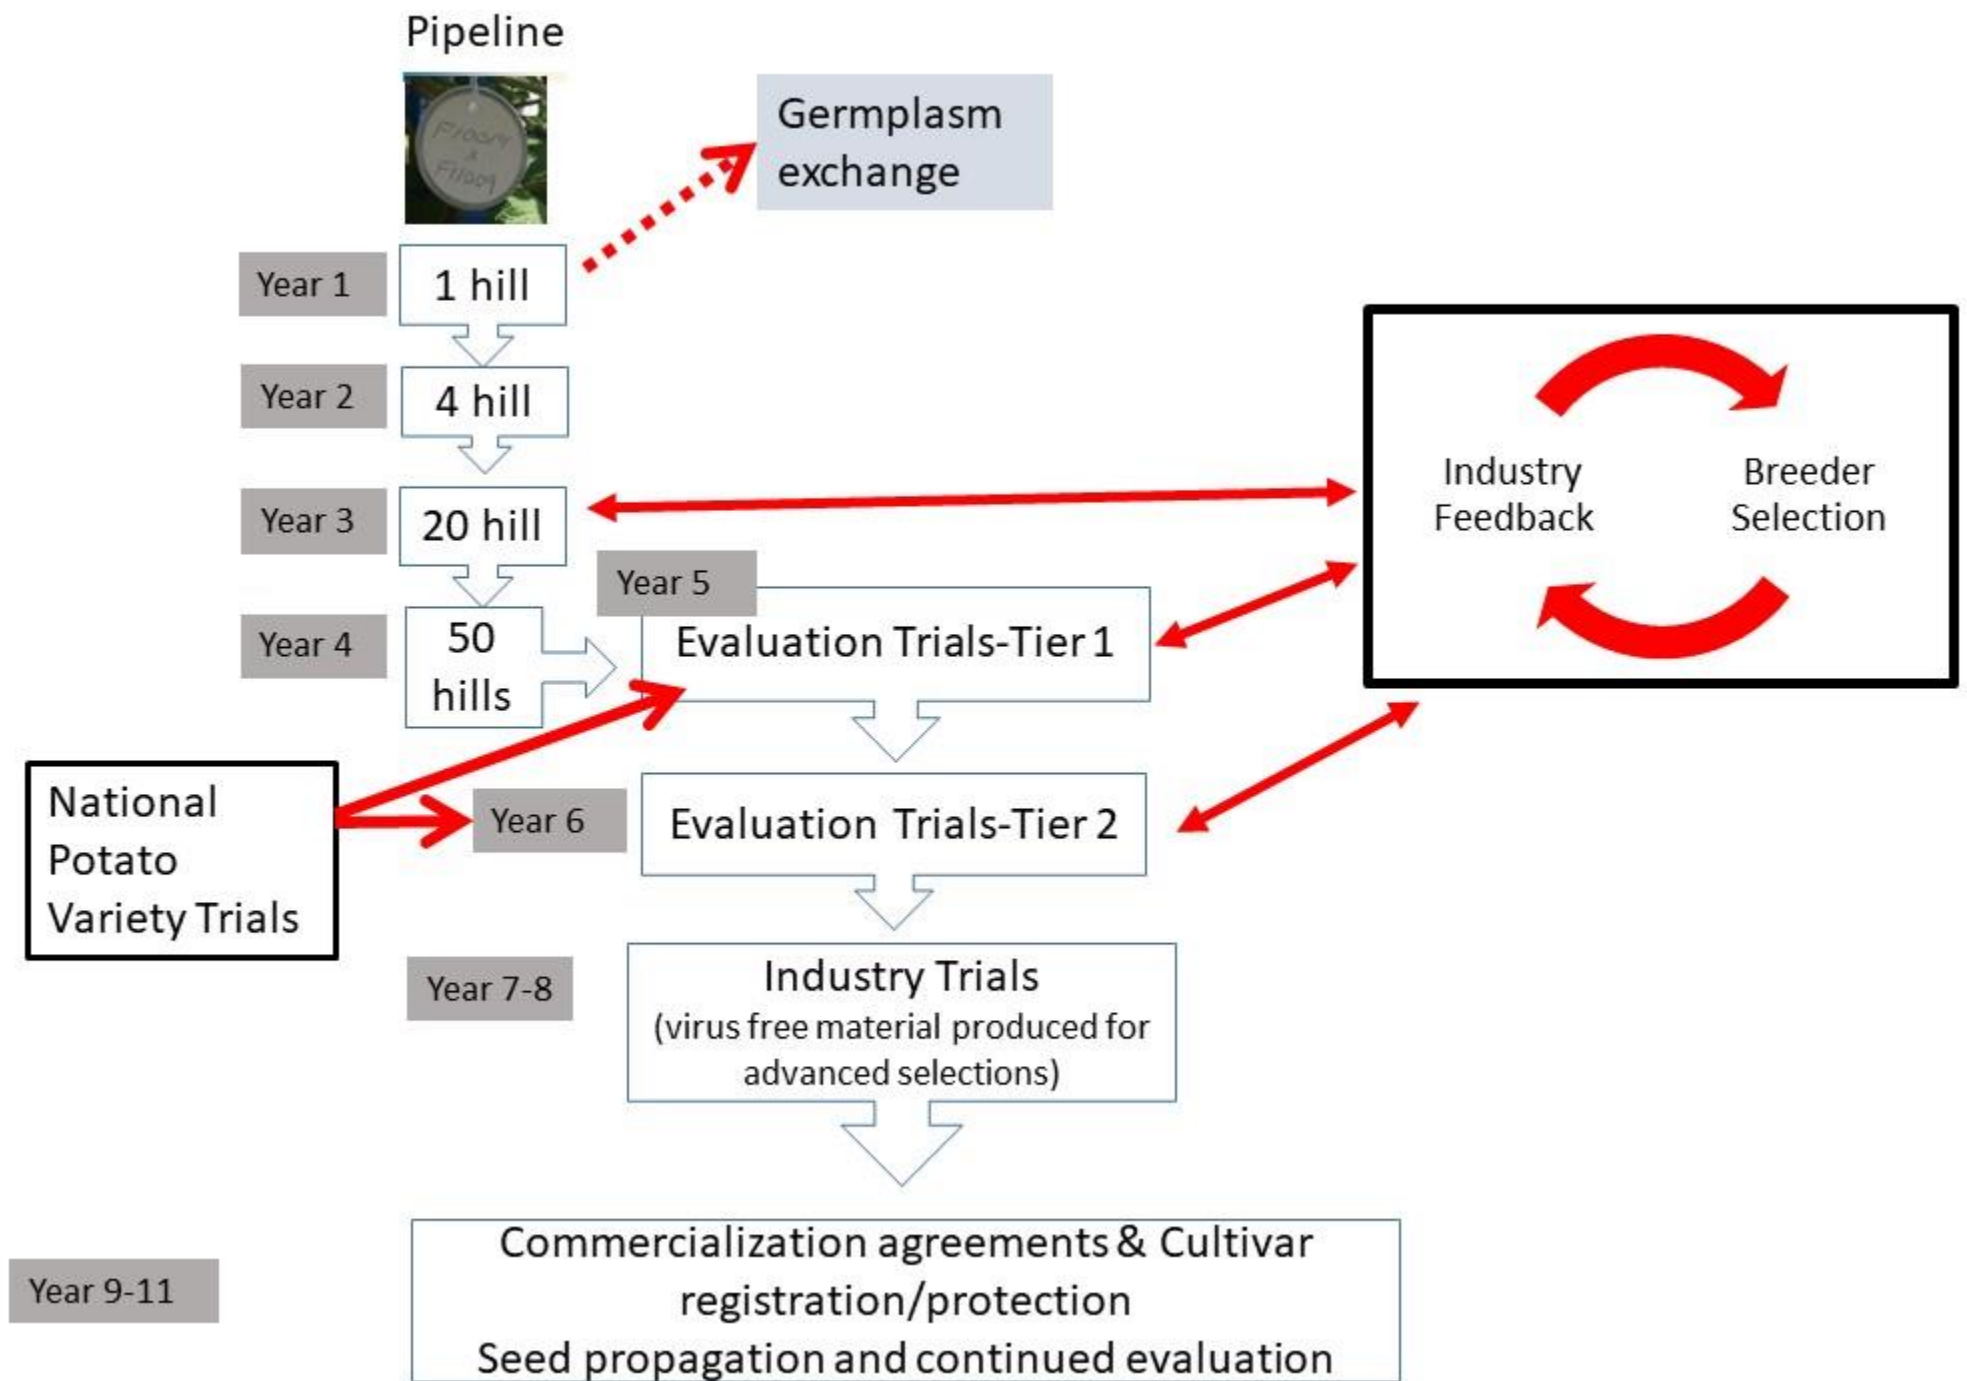 Pipeline
F10019
x
F11009
Germplasm
exchange
Year 1
1 hill
Year 2
4 hill
Year 3
20 hill
Year 4
50
hills
Year 5
Evaluation Trials-Tier 1
Industry
Feedback
Breeder
Selection
National
Potato
Variety Trials
Year 6
Evaluation Trials-Tier 2
Year 7-8
Industry Trials
(virus free material produced for
advanced selections)
Year 9-11
Commercialization agreements & Cultivar
registration/protection
Seed propagation and continued evaluation